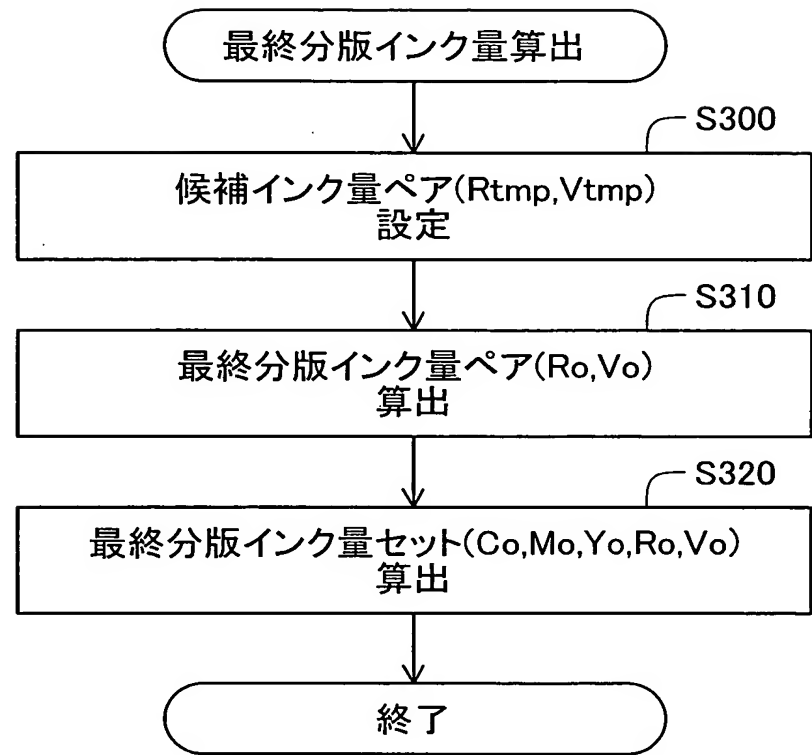 最終分版インク量算出
S300
候補インク量ペア(Rtmp,Vtmp)
設定
S310
最終分版インク量ペア(Ro,Vo)
算出
S320
最終分版インク量セット(Co,Mo,Yo,Ro,Vo)
算出
終了